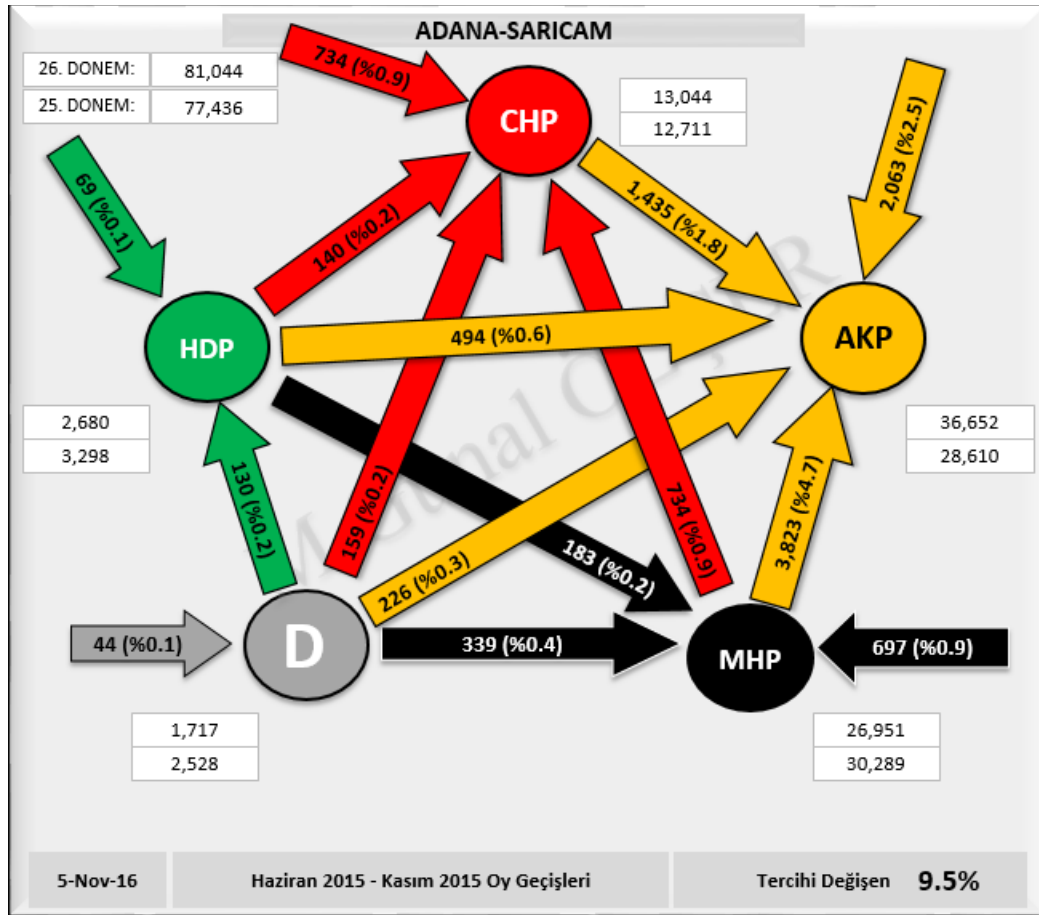 ADANA-SARICAM
26. DONEM: 81,044
25. DONEM: 77,436
734 (%0.9)
CHP
13,044
12,711
2,063 (%2.5)
69 (%0.1)
140 (%0.2)
1,435 (%1.8)
HDP
494 (%0.6)
AKP
2,680
3,298
36,652
28,610
130 (%0.2)
159 (%0.2)
734 (%0.9)
3,823 (%4.7)
183 (%0.2)
226 (%0.3)
44 (%0.1)
D
339 (%0.4)
MHP
697 (%0.9)
1,717
2,528
26,951
30,289
5-Nov-16
Haziran 2015 - Kasım 2015 Oy Geçişleri
Tercihi Değişen 9.5%